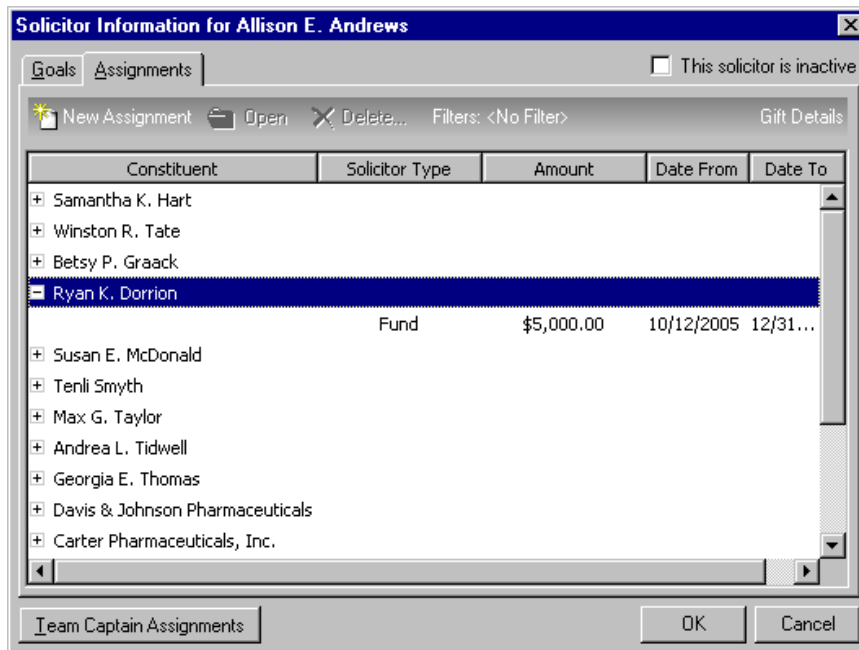 Solicitor Information for Allison E. Andrews
Goals Assignments This solicitor is inactive
New Assignment Open Delete... Filters: <No Filter> Gift Details
Constituent Solicitor Type Amount Date From Date To
Samantha K. Hart
Winston R. Tate
Betsy P. Graack
Ryan K. Dorrion
Fund $5,000.00 10/12/2005 12/31...
Susan E. McDonald
Tenli Smyth
Max G. Taylor
Andrea L. Tidwell
Georgia E. Thomas
Davis & Johnson Pharmaceuticals
Carter Pharmaceuticals, Inc.
Team Captain Assignments OK Cancel